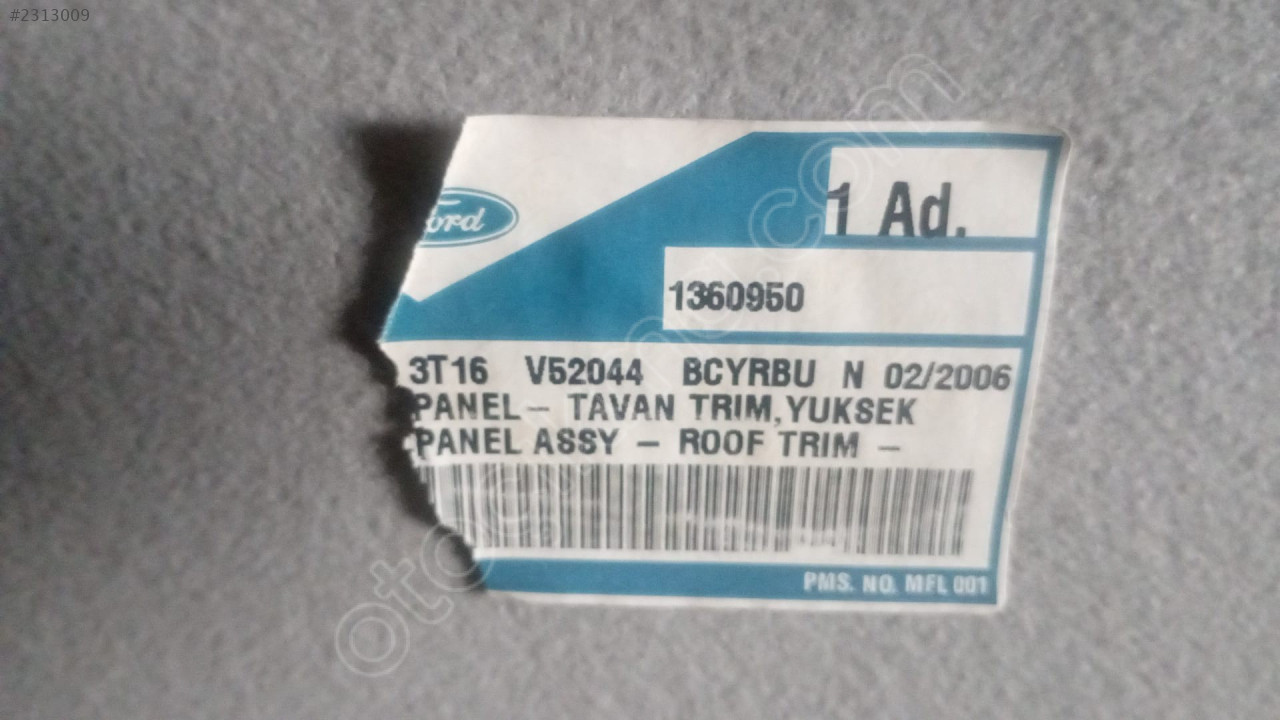 #2313009
Ford
1 Ad.
1360950
3T16 V52044 BCYRBU N 02/2006
PANEL- TAVAN TRIM,YUKSEK
PANEL ASSY - ROOF TRIM -
PMS. NO. MFL 001